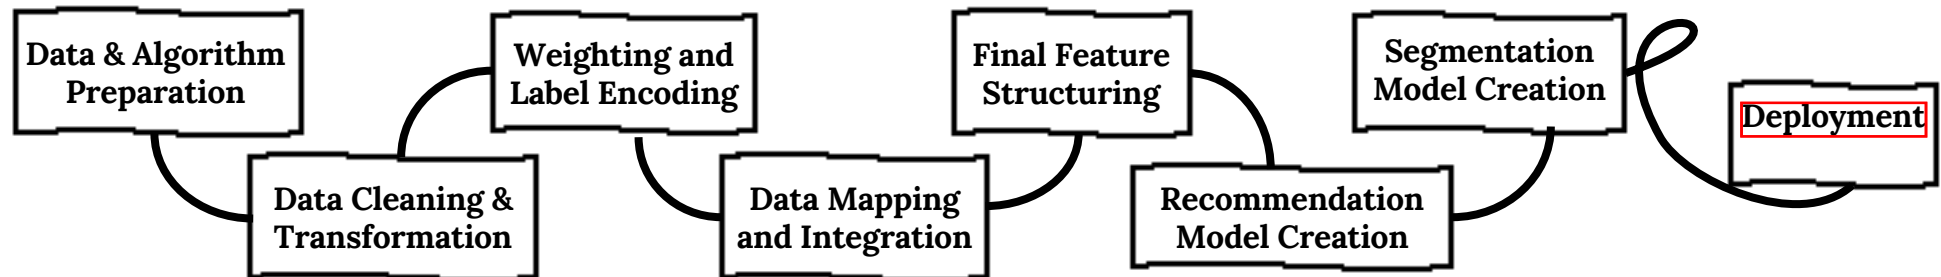 Data & Algorithm
Preparation
Data Cleaning &
Transformation
Weighting and
Label Encoding
Data Mapping
and Integration
Final Feature
Structuring
Recommendation
Model Creation
Segmentation
Model Creation
Deployment